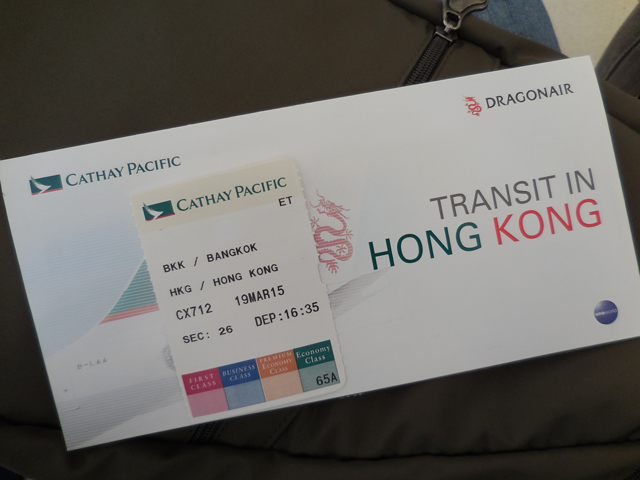 DRAGONAIR
CATHAY PACIFIC
TRANSIT IN
HONG KONG
CATHAY PACIFIC
ET
BKK / BANGKOK
HKG / HONG KONG
CX712 19MAR15
SEC: 26 DEP:16:35
FIRST CLASS
BUSINESS CLASS
PREMIUM ECONOMY CLASS
Economy Class
65A